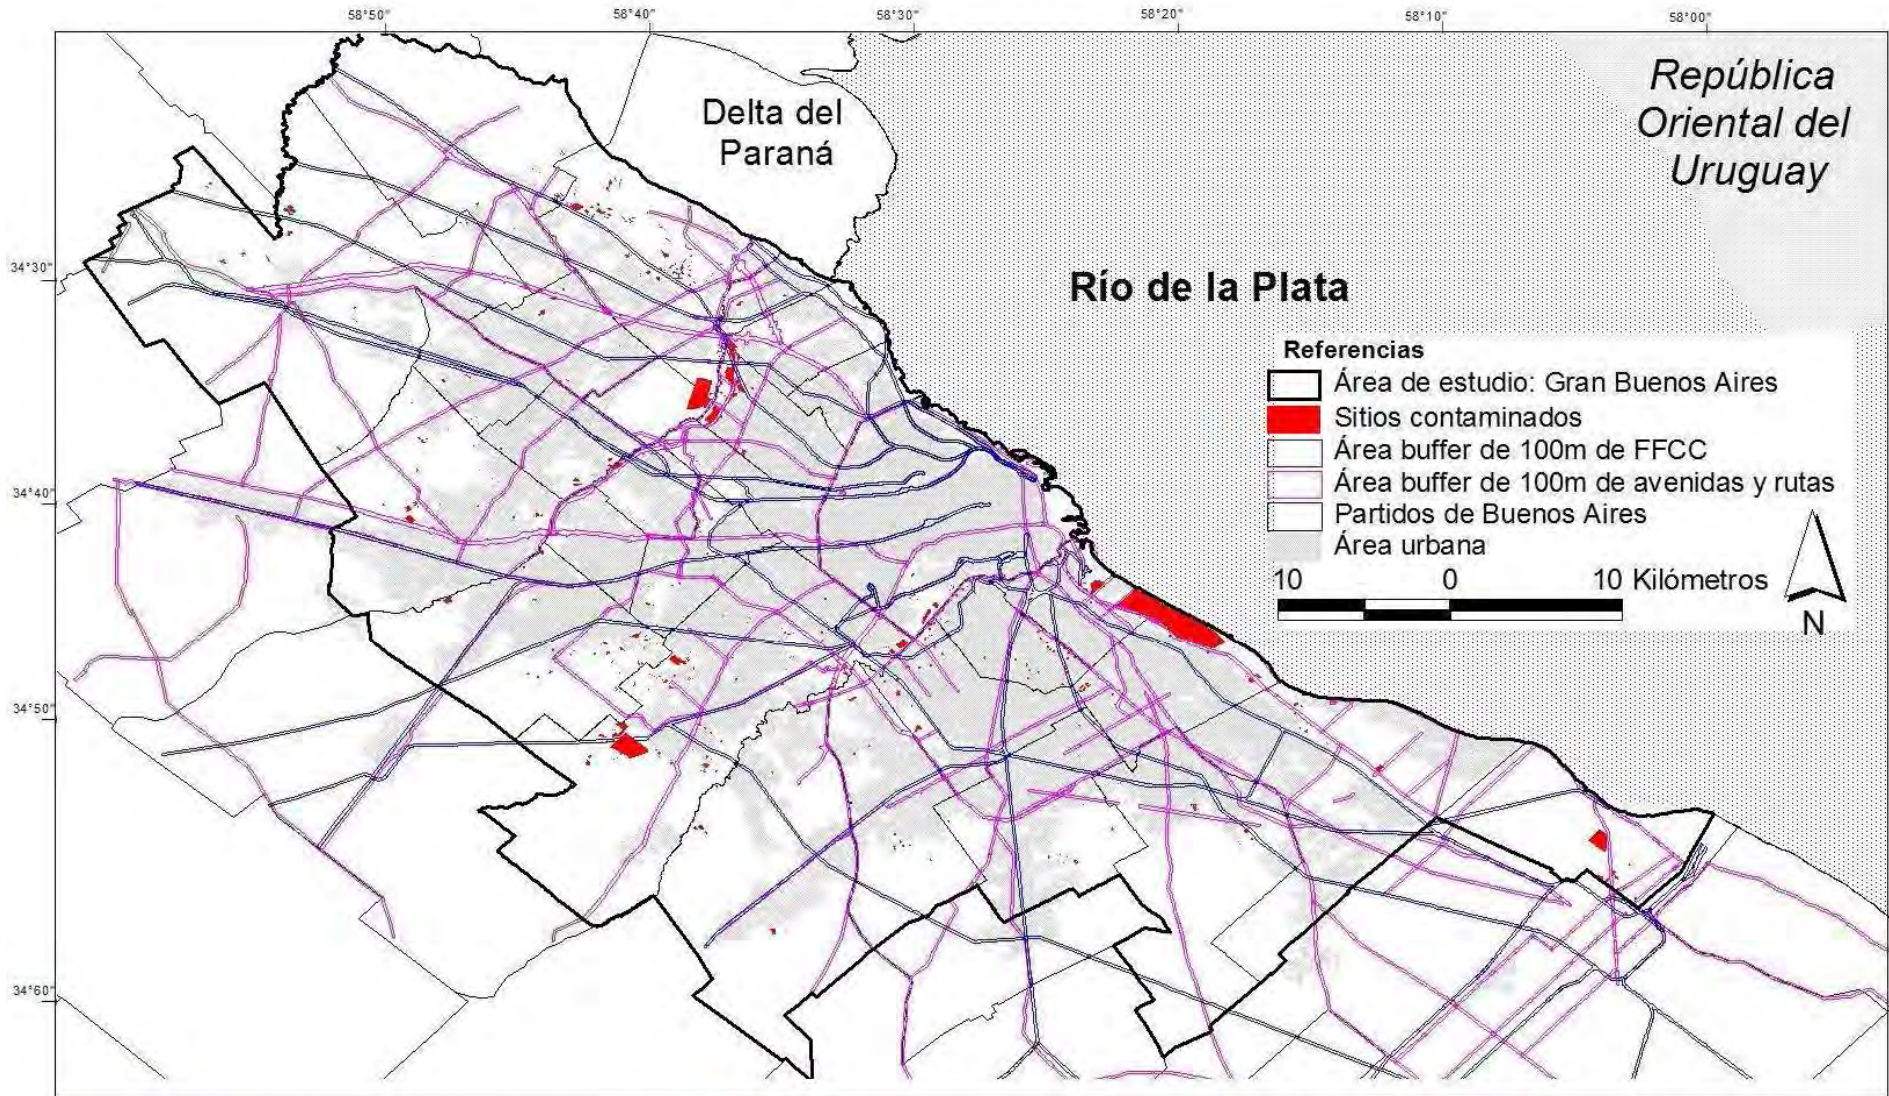 58°50" 58°40" 58°30" 58°20" 58°10" 58°00"
República
Oriental del
Uruguay
Delta del
Paraná
34°30"
Río de la Plata
Referencias
Área de estudio: Gran Buenos Aires
Sitios contaminados
Área buffer de 100m de FFCC
Área buffer de 100m de avenidas y rutas
Partidos de Buenos Aires
Área urbana
10 0 10 Kilómetros
N
34°40"
34°50"
34°60"